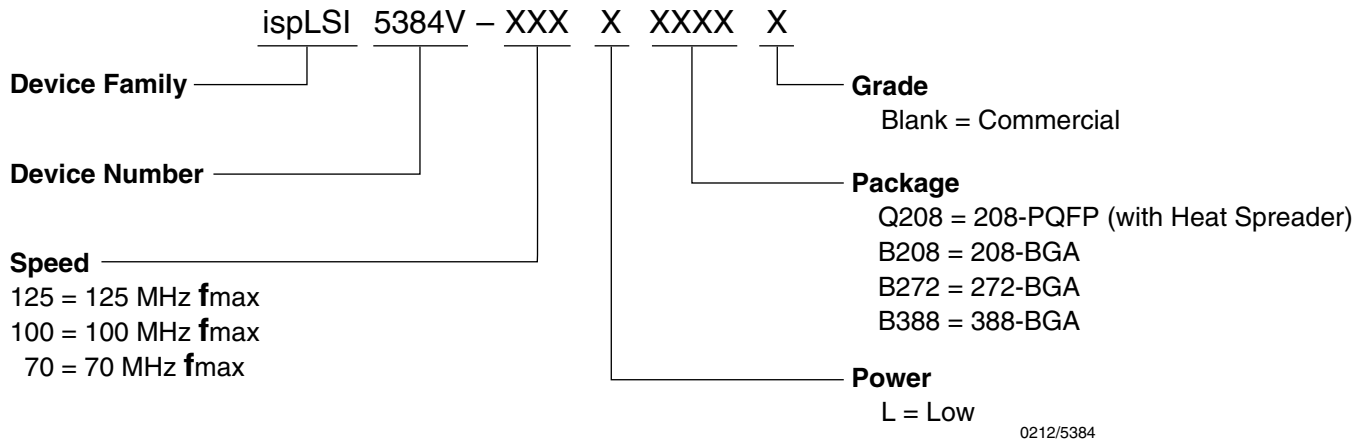 ispLSI 5384V – XXX X XXXX X
Device Family
Device Number
Speed
125 = 125 MHz fmax
100 = 100 MHz fmax
70 = 70 MHz fmax
Grade
Blank = Commercial
Package
Q208 = 208-PQFP (with Heat Spreader)
B208 = 208-BGA
B272 = 272-BGA
B388 = 388-BGA
Power
L = Low
0212/5384